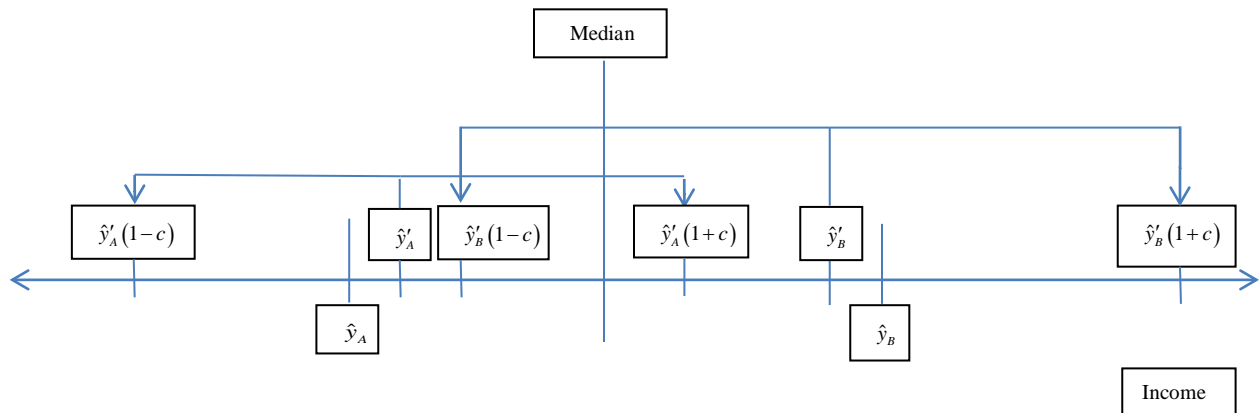 Median
ŷ′_A(1−c)
ŷ′_A
ŷ′_B(1−c)
ŷ′_A(1+c)
ŷ′_B
ŷ′_B(1+c)
ŷ_A
ŷ_B
Income